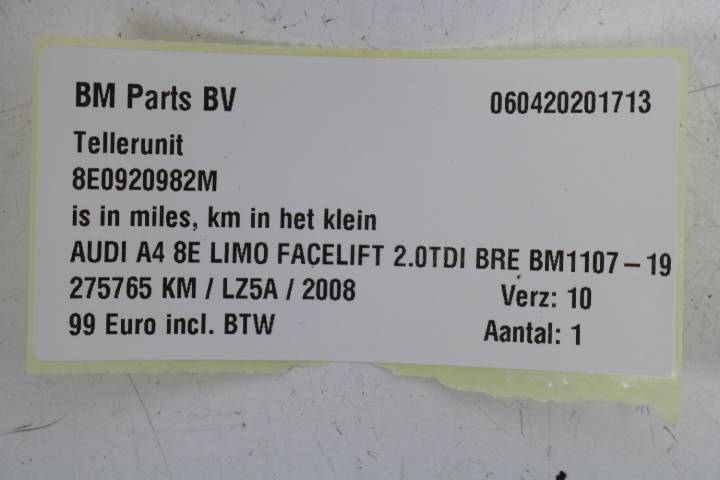 BM Parts BV 060420201713
Tellerunit
8E0920982M
is in miles, km in het klein
AUDI A4 8E LIMO FACELIFT 2.0TDI BRE BM1107-19
275765 KM / LZ5A / 2008 Verz: 10
99 Euro incl. BTW Aantal: 1